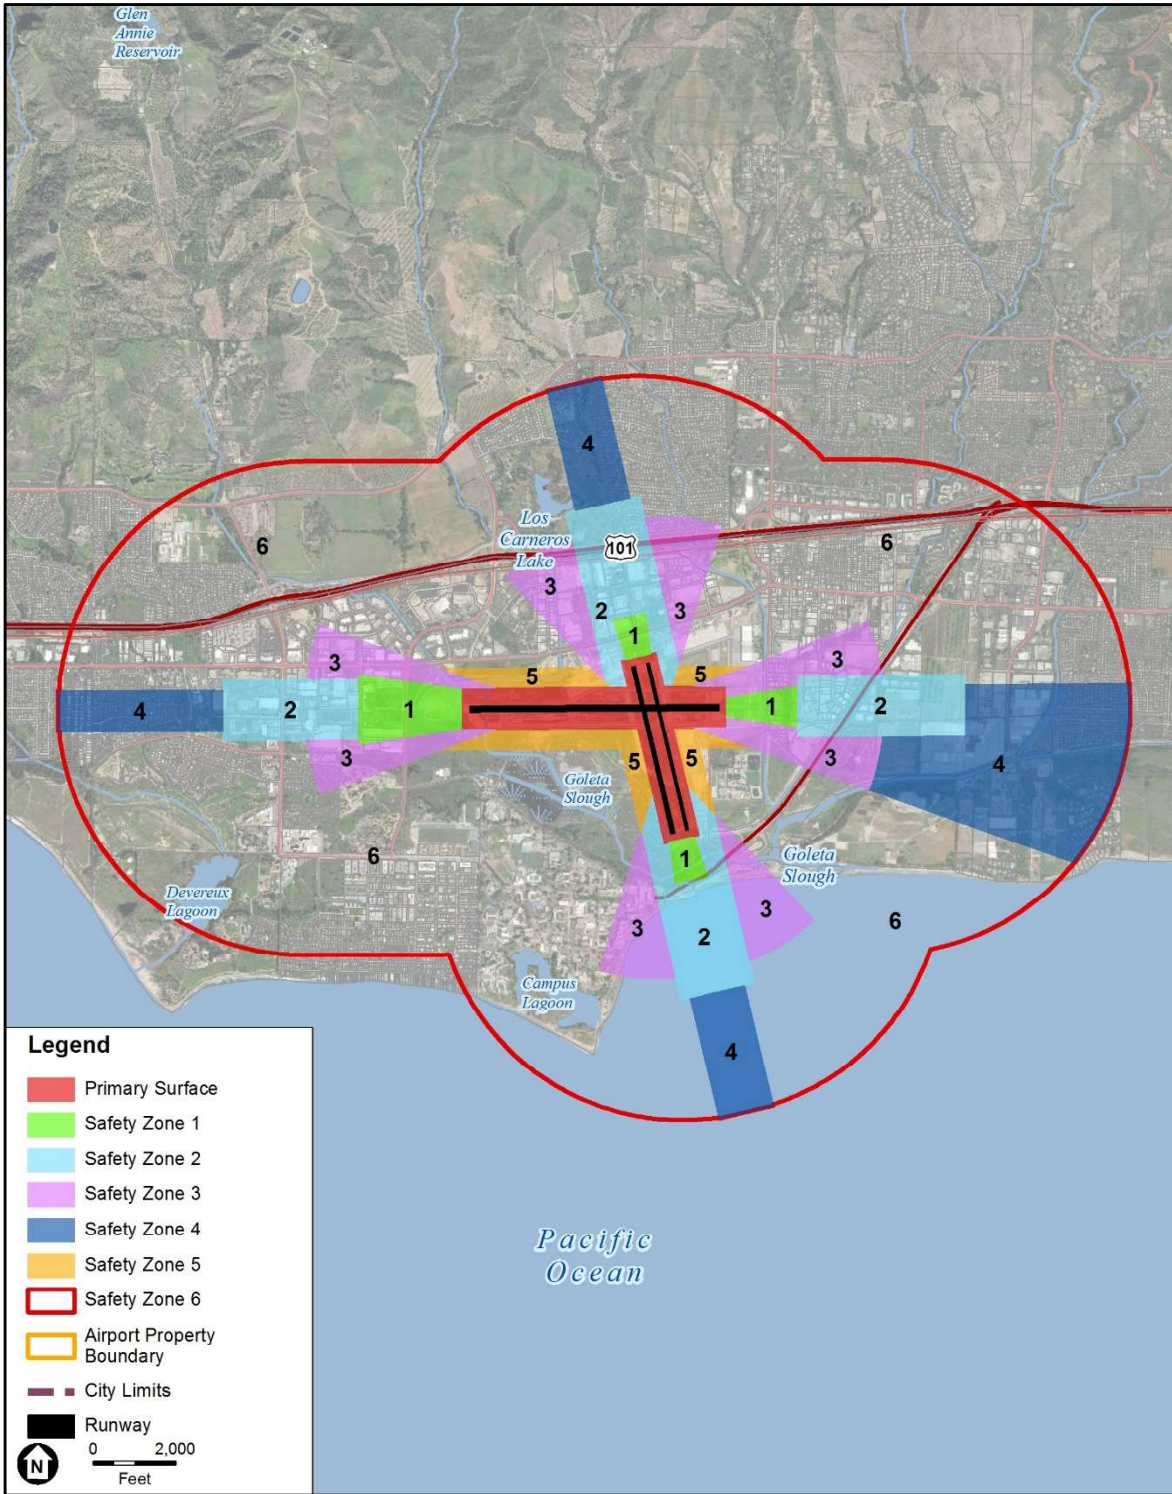 Glen
Annie
Reservoir
4
Los
Carneros
Lake
101
6
6
3
2
3
1
3
5
5
3
4
2
1
1
2
4
3
3
5
5
Goleta
Slough
6
1
Goleta
Slough
Devereux
Lagoon
3
3
2
6
Campus
Lagoon
4
Pacific
Ocean
Legend
Primary Surface
Safety Zone 1
Safety Zone 2
Safety Zone 3
Safety Zone 4
Safety Zone 5
Safety Zone 6
Airport Property
Boundary
City Limits
Runway
0 2,000
Feet
N